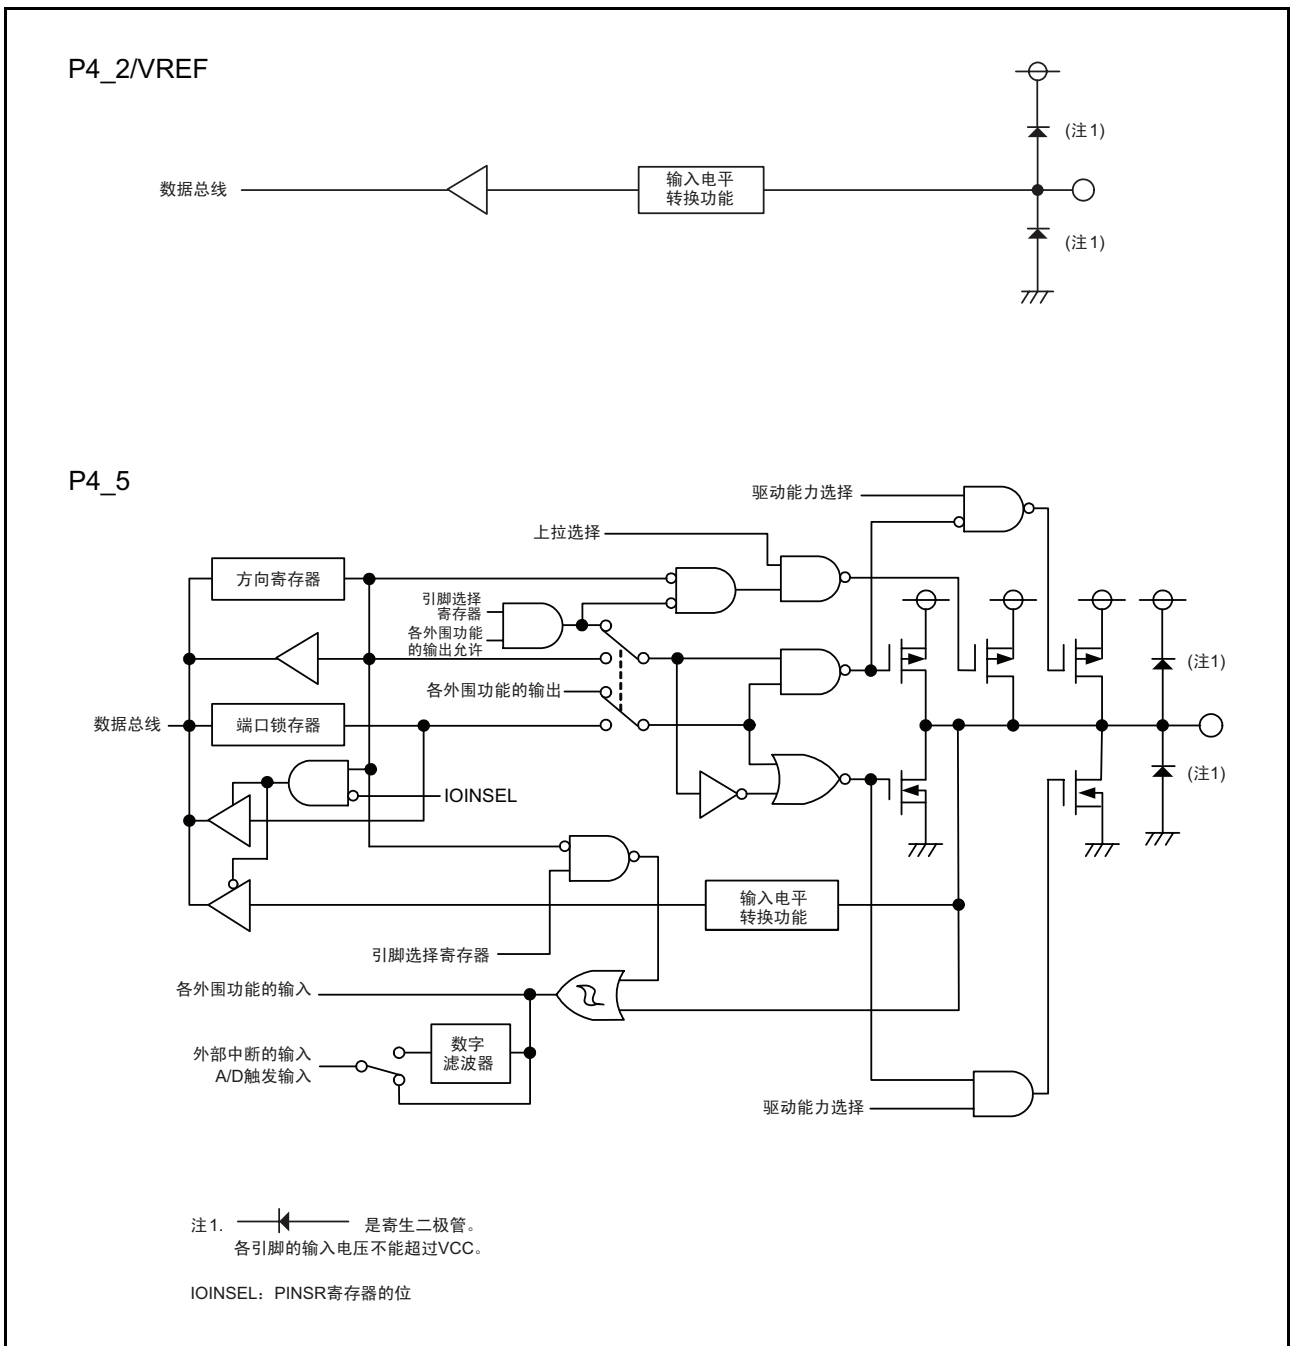 P4_2/VREF
(注1)
数据总线
输入电平
转换功能
(注1)
P4_5
驱动能力选择
上拉选择
方向寄存器
引脚选择
寄存器
各外围功能
的输出允许
(注1)
各外围功能的输出
数据总线
端口锁存器
(注1)
IOINSEL
输入电平
转换功能
引脚选择寄存器
各外围功能的输入
数字
滤波器
外部中断的输入
A/D触发输入
驱动能力选择
注1. 是寄生二极管。
各引脚的输入电压不能超过VCC。
IOINSEL：PINSR寄存器的位